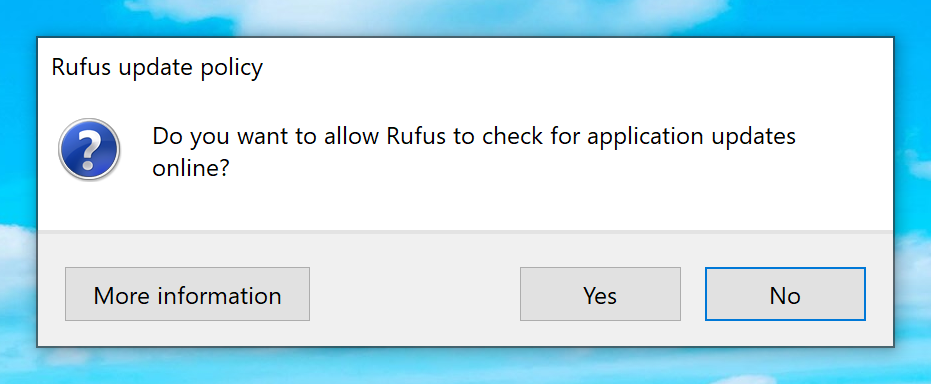 Rufus update policy
Do you want to allow Rufus to check for application updates
online?
More information
Yes
No